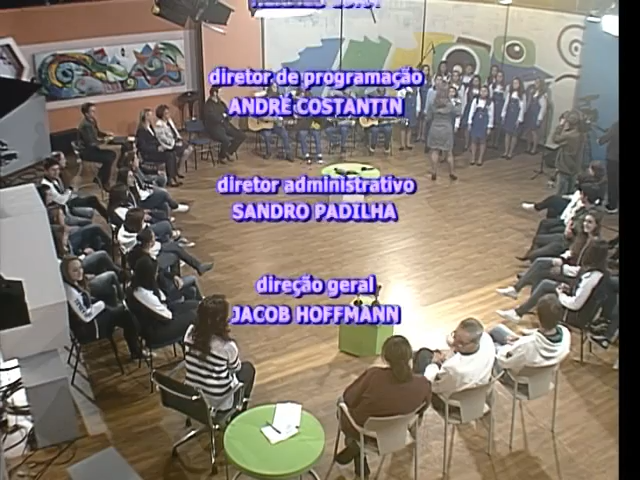 diretor de programação
ANDRÉ COSTANTIN
diretor administrativo
SANDRO PADILHA
direção geral
JACOB HOFFMANN